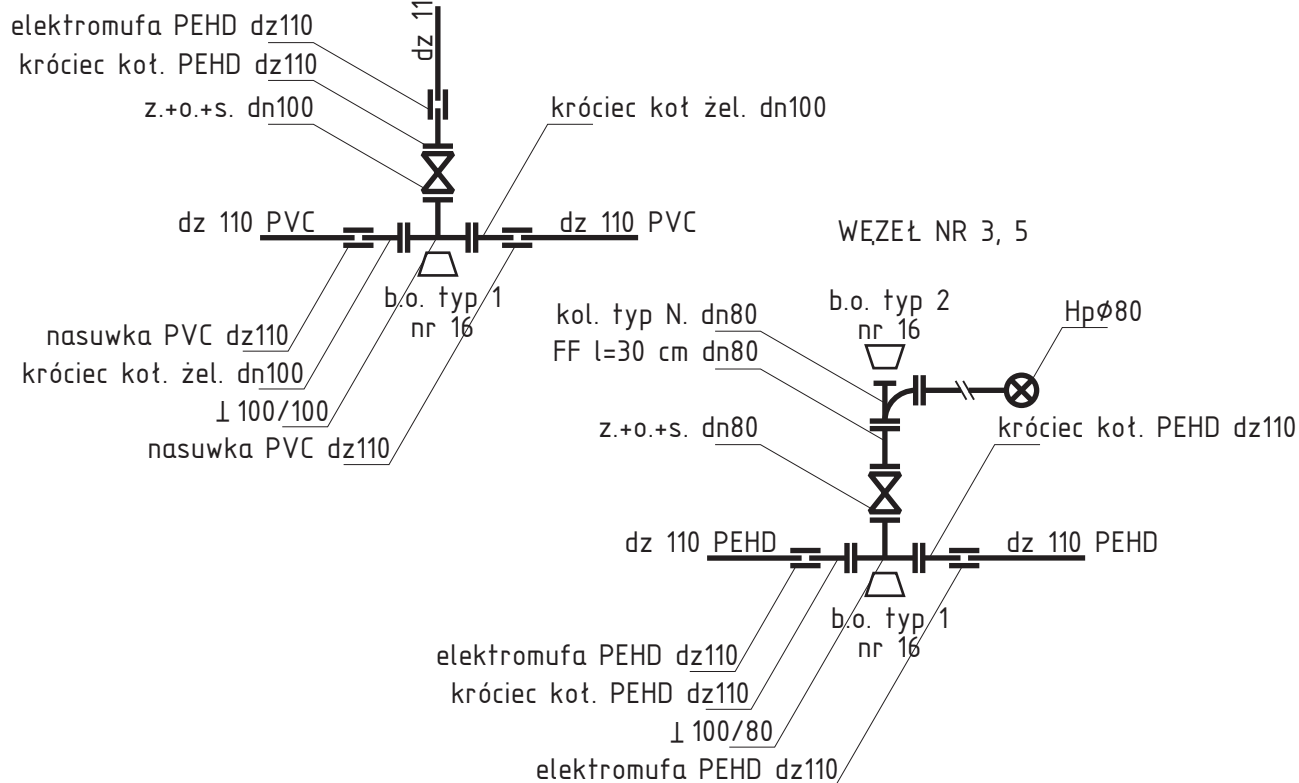 dz 11
elektromufa PEHD dz110
króciec koł. PEHD dz110
z.+o.+s. dn100
króciec koł żel. dn100
dz 110 PVC
dz 110 PVC
b.o. typ 1
nr 16
nasuwka PVC dz110
króciec koł. żel. dn100
⊥ 100/100
nasuwka PVC dz110
WĘZEŁ NR 3, 5
b.o. typ 2
nr 16
HpØ80
kol. typ N. dn80
FF l=30 cm dn80
z.+o.+s. dn80
króciec koł. PEHD dz110
dz 110 PEHD
dz 110 PEHD
b.o. typ 1
nr 16
elektromufa PEHD dz110
króciec koł. PEHD dz110
⊥ 100/80
elektromufa PEHD dz110